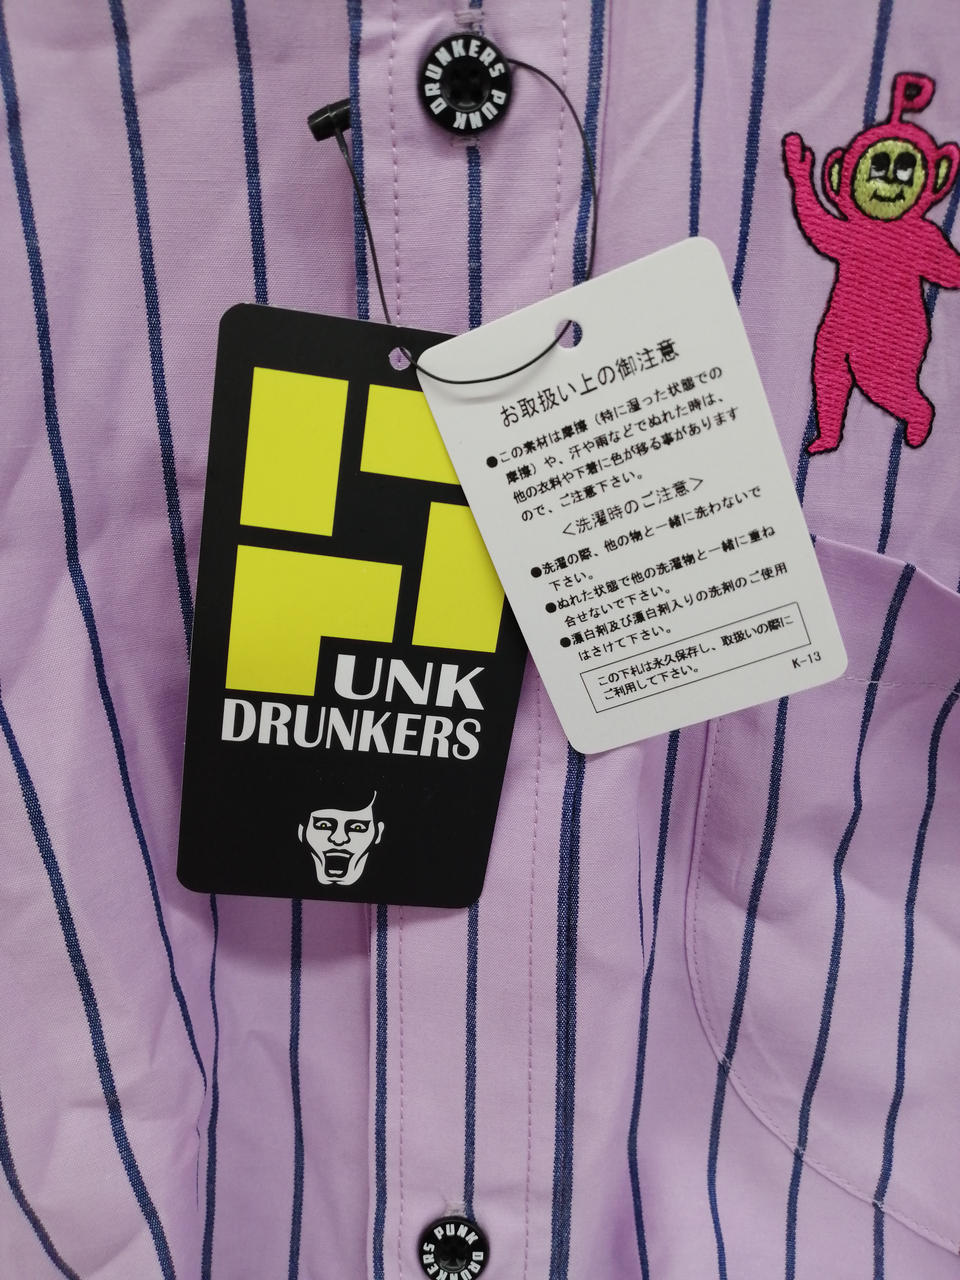 PUNK DRUNKERS
P
UNK
DRUNKERS
お取扱い上の御注意
●この素材は摩擦（特に湿った状態での
摩擦）や、汗や雨などでぬれた時は、
他の衣料や下着に色が移る事があります
ので、ご注意下さい。
＜洗濯時のご注意＞
●洗濯の際、他の物と一緒に洗わないで
下さい。
●ぬれた状態で他の洗濯物と一緒に重ね
合せないで下さい。
●漂白剤及び漂白剤入りの洗剤のご使用
はさけて下さい。
この下札は永久保存し、取扱いの際に
ご利用して下さい。
K-13
PUNK DRUNKERS